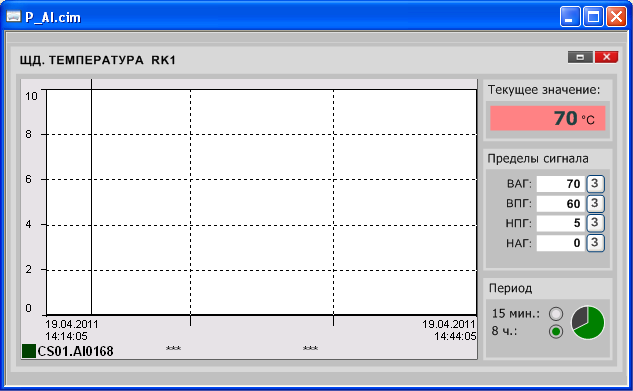 P_AI.cim
ЩД. ТЕМПЕРАТУРА RK1
Текущее значение:
70 °C
Пределы сигнала
ВАГ: 70 З
ВПГ: 60 З
НПГ: 5 З
НАГ: 0 З
Период
15 мин.:
8 ч.:
10
8
6
4
2
0
19.04.2011 19.04.2011
14:14:05 14:44:05
CS01.AI0168 *** ***